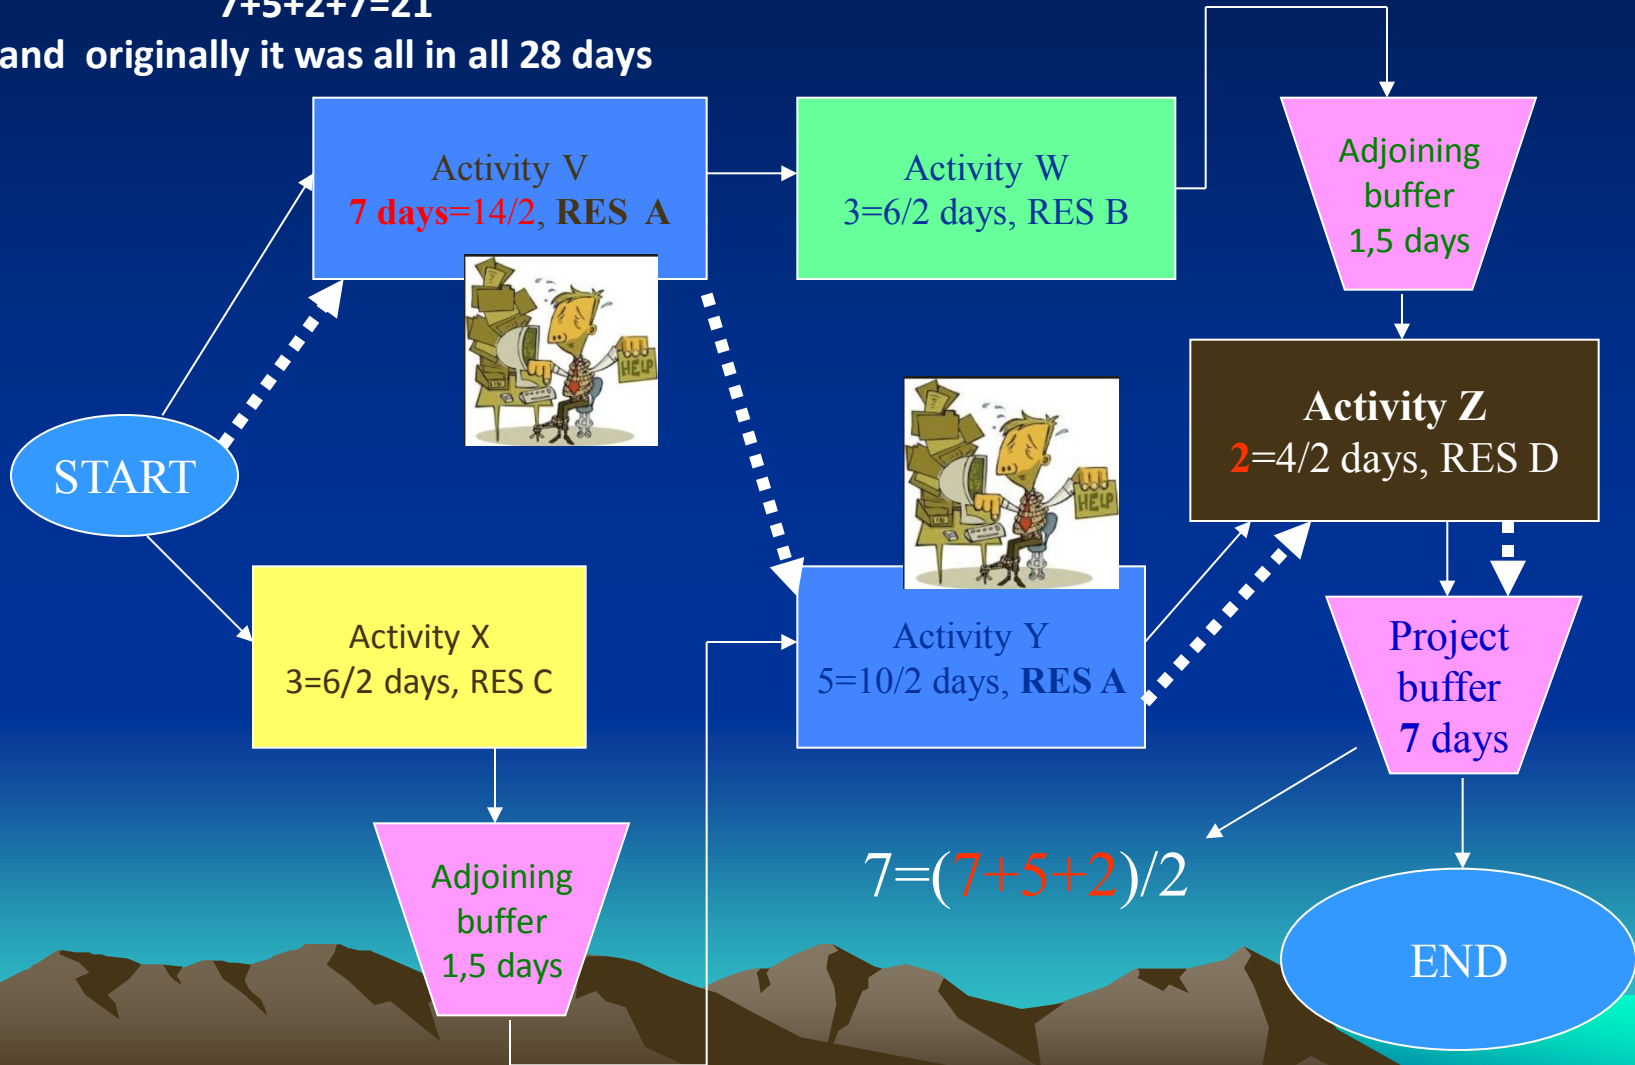 7+5+2+7=21
and originally it was all in all 28 days
Activity V
7 days=14/2, RES A
HELP
Activity W
3=6/2 days, RES B
Adjoining
buffer
1,5 days
START
HELP
Activity Z
2=4/2 days, RES D
Activity X
3=6/2 days, RES C
Activity Y
5=10/2 days, RES A
Project
buffer
7 days
7=(7+5+2)/2
Adjoining
buffer
1,5 days
END